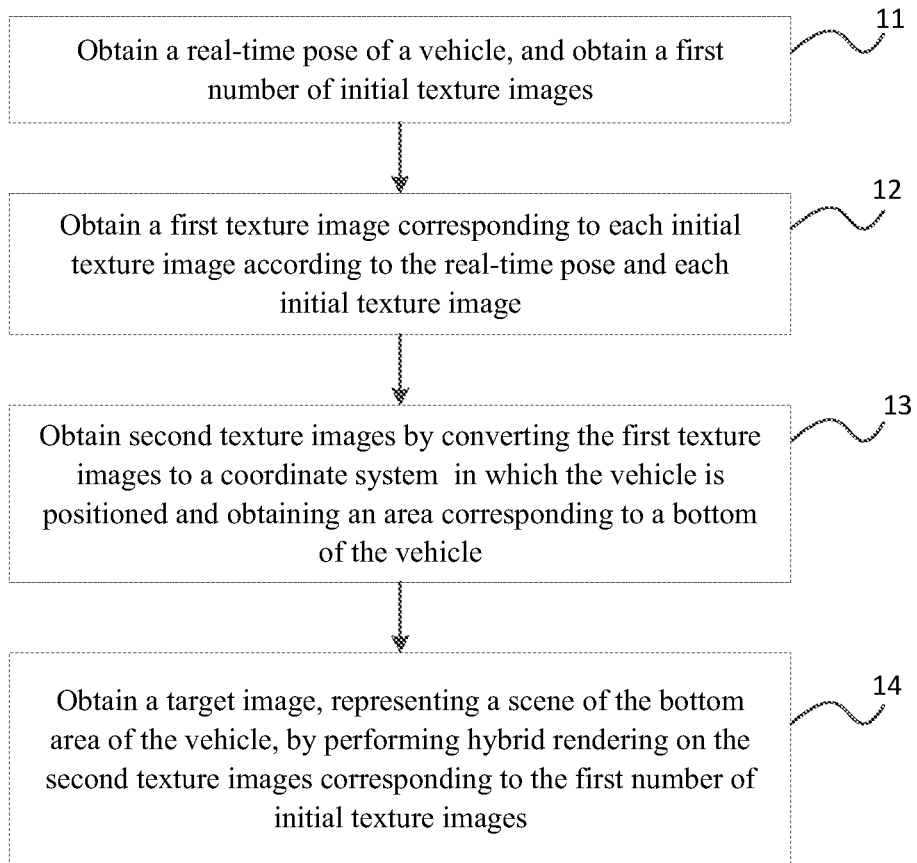 11
Obtain a real-time pose of a vehicle, and obtain a first
number of initial texture images
12
Obtain a first texture image corresponding to each initial
texture image according to the real-time pose and each
initial texture image
13
Obtain second texture images by converting the first texture
images to a coordinate system in which the vehicle is
positioned and obtaining an area corresponding to a bottom
of the vehicle
14
Obtain a target image, representing a scene of the bottom
area of the vehicle, by performing hybrid rendering on the
second texture images corresponding to the first number of
initial texture images